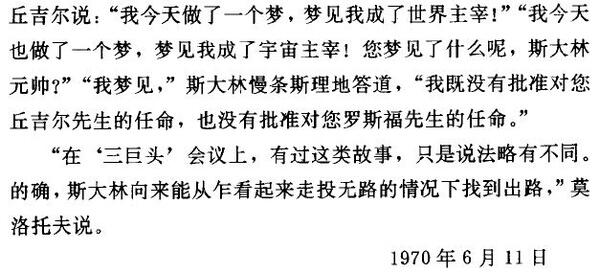 丘吉尔说：“我今天做了一个梦，梦见我成了世界主宰！”“我今天
也做了一个梦，梦见我成了宇宙主宰！您梦见了什么呢，斯大林
元帅？”“我梦见，”斯大林慢条斯理地答道，“我既没有批准对您
丘吉尔先生的任命，也没有批准对您罗斯福先生的任命。”
“在‘三巨头’会议上，有过这类故事，只是说法略有不同。
的确，斯大林向来能从乍看起来走投无路的情况下找到出路，”莫
洛托夫说。
1970年6月11日